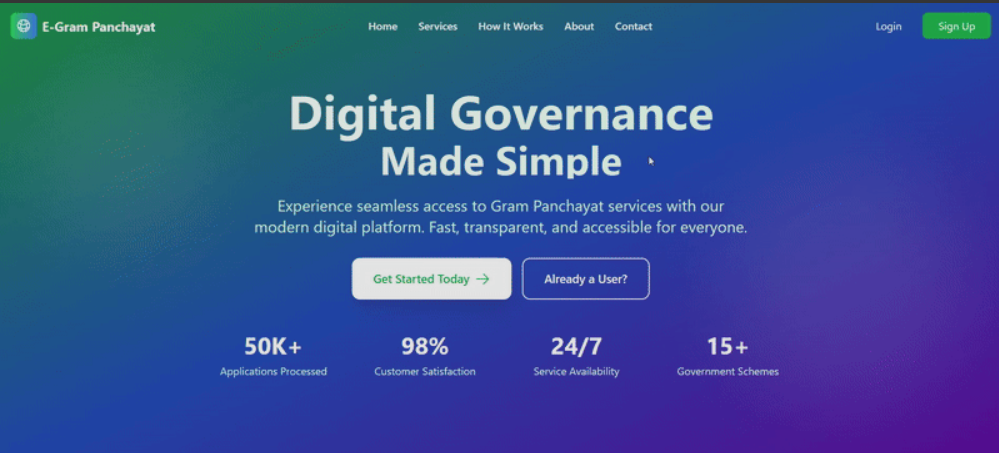 E-Gram Panchayat
Home Services How It Works About Contact
Login Sign Up
Digital Governance
Made Simple
Experience seamless access to Gram Panchayat services with our
modern digital platform. Fast, transparent, and accessible for everyone.
Get Started Today →
Already a User?
50K+ 98% 24/7 15+
Applications Processed Customer Satisfaction Service Availability Government Schemes